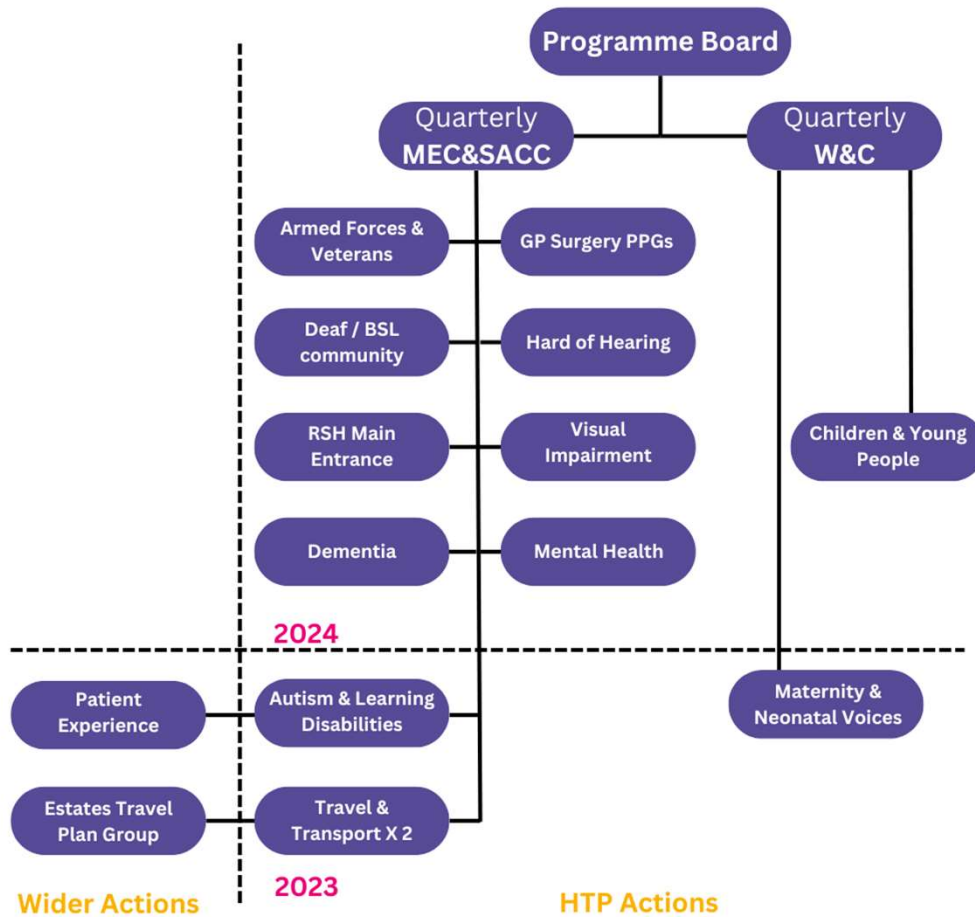 Programme Board
Quarterly
MEC&SACC
Quarterly
W&C
Armed Forces &
Veterans
GP Surgery PPGs
Deaf / BSL
community
Hard of Hearing
RSH Main
Entrance
Visual
Impairment
Children & Young
People
Dementia
Mental Health
2024
Patient
Experience
Autism & Learning
Disabilities
Maternity &
Neonatal Voices
Estates Travel
Plan Group
Travel &
Transport X 2
2023
Wider Actions
HTP Actions